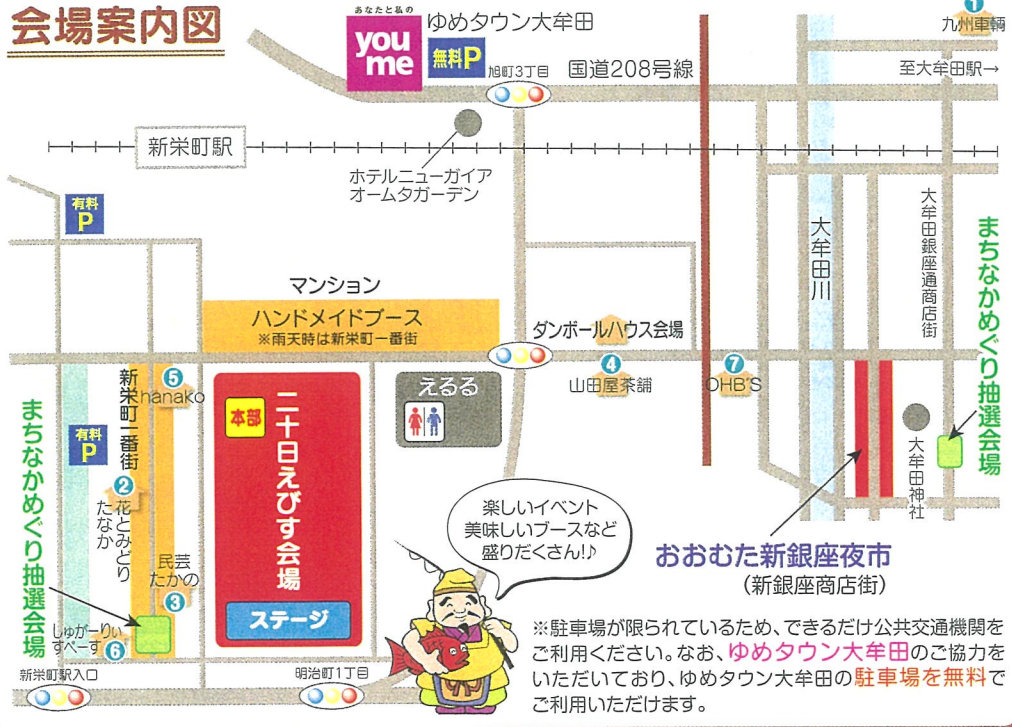 会場案内図
あなたと私の
you
me
ゆめタウン大牟田
無料P
旭町3丁目
国道208号線
九州車輌
1
至大牟田駅→
新栄町駅
ホテルニューガイア
オームタガーデン
有料
P
マンション
ハンドメイドブース
※雨天時は新栄町一番街
ダンボールハウス会場
大牟田川
大牟田銀座通商店街
まちなかめぐり抽選会場
新栄町一番街
5
hanako
本部
二十日えびす会場
ステージ
えるる
4
山田屋茶舗
7
OHB'S
有料
P
まちなかめぐり抽選会場
2
花とみどり
たなか
民芸
たかの
3
しゅがーりぃ
すぺーす
6
新栄町駅入口
明治町1丁目
大牟田神社
楽しいイベント
美味しいブースなど
盛りだくさん!♪
おおむた新銀座夜市
(新銀座商店街)
※駐車場が限られているため、できるだけ公共交通機関を
ご利用ください。なお、ゆめタウン大牟田のご協力を
いただいており、ゆめタウン大牟田の駐車場を無料で
ご利用いただけます。